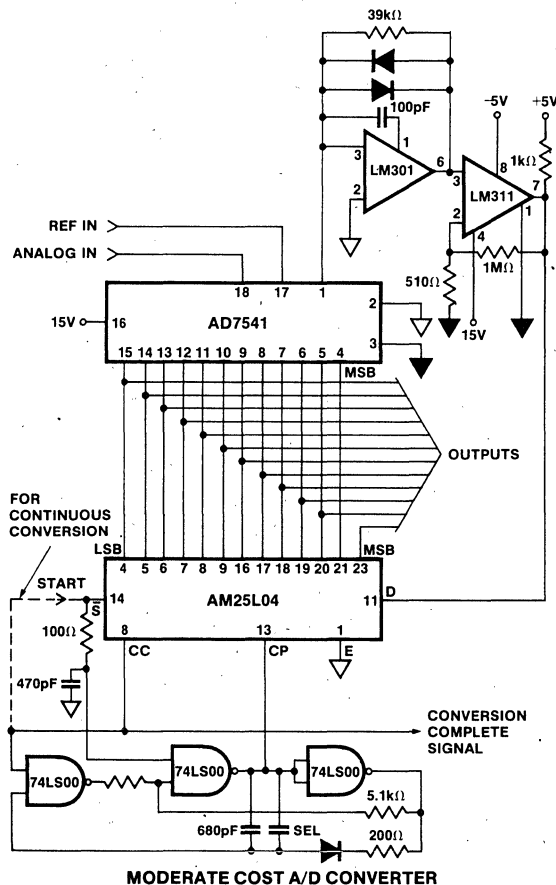 39kΩ
100pF
-5V
+5V
1kΩ
3
1
LM301
6
2
3
8
7
LM311
1
2
4
1MΩ
510Ω
15V
REF IN
ANALOG IN
18 17 1
15V
16
AD7541
2
3
15 14 13 12 11 10 9 8 7 6 5 4
MSB
OUTPUTS
FOR
CONTINUOUS
CONVERSION
LSB
MSB
4 5 6 7 8 9 16 17 18 19 20 21 23
START
S̅
14
AM25L04
11
D
8 13 1
CC
CP
E
100Ω
470pF
CONVERSION
COMPLETE
SIGNAL
74LS00
74LS00
74LS00
5.1kΩ
680pF
SEL
200Ω
MODERATE COST A/D CONVERTER